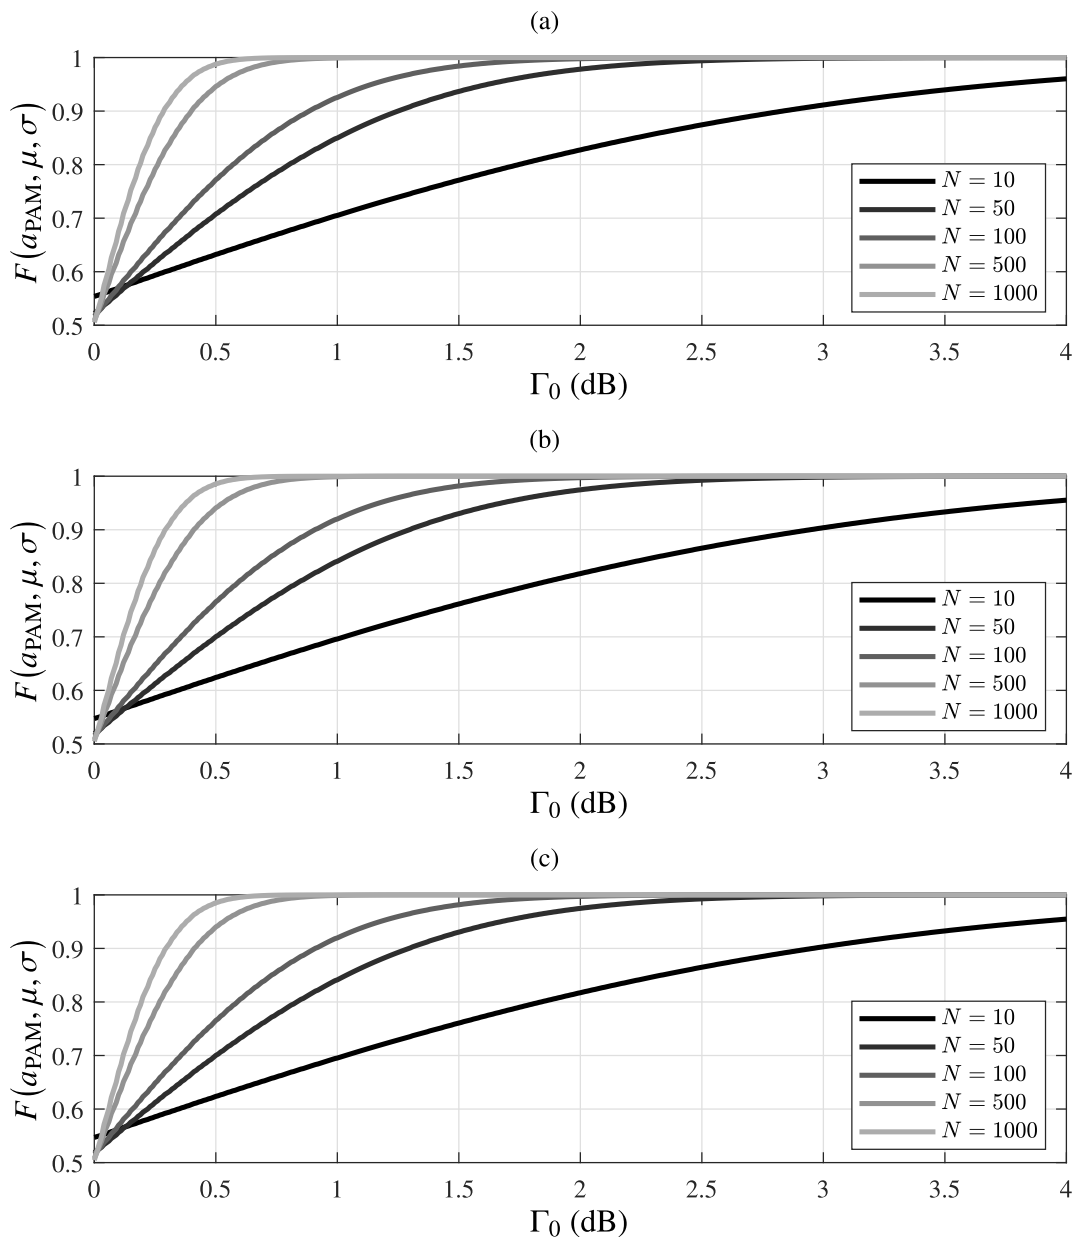 (a)
F(a_PAM, μ, σ)
1
0.9
0.8
0.7
0.6
0.5
N = 10
N = 50
N = 100
N = 500
N = 1000
0 0.5 1 1.5 2 2.5 3 3.5 4
Γ₀ (dB)
(b)
F(a_PAM, μ, σ)
1
0.9
0.8
0.7
0.6
0.5
N = 10
N = 50
N = 100
N = 500
N = 1000
0 0.5 1 1.5 2 2.5 3 3.5 4
Γ₀ (dB)
(c)
F(a_PAM, μ, σ)
1
0.9
0.8
0.7
0.6
0.5
N = 10
N = 50
N = 100
N = 500
N = 1000
0 0.5 1 1.5 2 2.5 3 3.5 4
Γ₀ (dB)